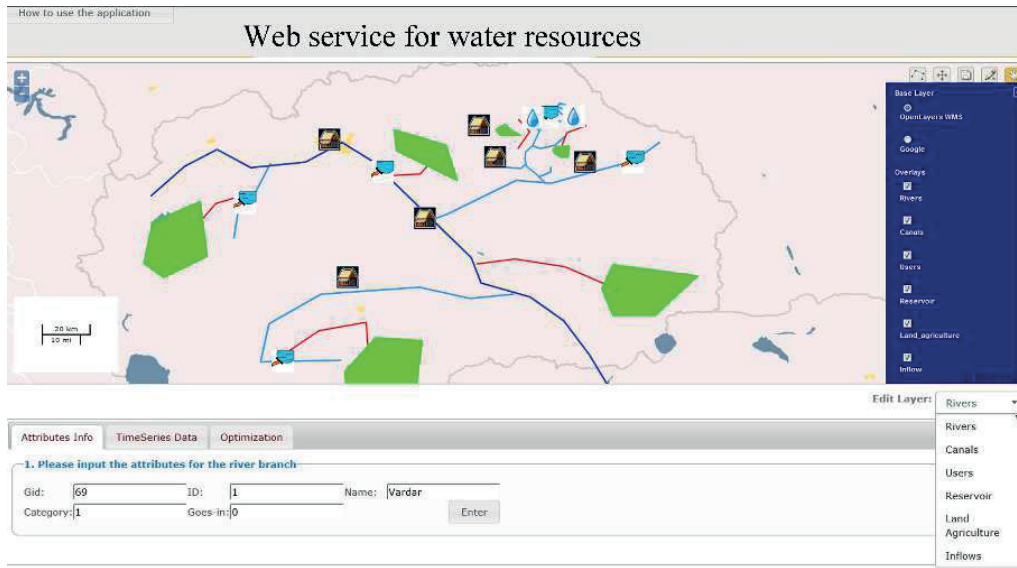 How to use the application
Web service for water resources
Base Layer
OpenLayers WMS
Google
Overlays
Rivers
Canals
Users
Reservoir
Land_agriculture
Inflow
20 km
10 mi
Edit Layer: Rivers
Rivers
Canals
Users
Reservoir
Land
Agriculture
Inflows
Attributes Info TimeSeries Data Optimization
1. Please input the attributes for the river branch
Gid: 69 ID: 1 Name: Vardar
Category: 1 Goes-in: 0 Enter